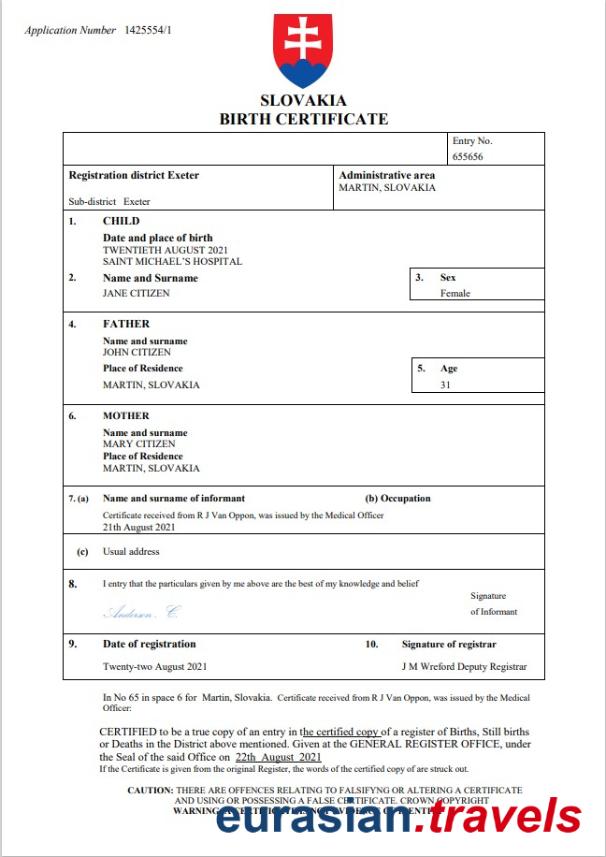 Application Number 1425554/1
SLOVAKIA
BIRTH CERTIFICATE
Entry No.
655656
Registration district Exeter
Sub-district Exeter
Administrative area
MARTIN, SLOVAKIA
1. CHILD
Date and place of birth
TWENTIETH AUGUST 2021
SAINT MICHAEL'S HOSPITAL
2. Name and Surname
JANE CITIZEN
3. Sex
Female
4. FATHER
Name and surname
JOHN CITIZEN
Place of Residence
MARTIN, SLOVAKIA
5. Age
31
6. MOTHER
Name and surname
MARY CITIZEN
Place of Residence
MARTIN, SLOVAKIA
7. (a) Name and surname of informant (b) Occupation
Certificate received from R J Van Oppon, was issued by the Medical Officer
21th August 2021
(c) Usual address
8. I entry that the particulars given by me above are the best of my knowledge and belief
Anderson . C.
Signature
of Informant
9. Date of registration
Twenty-two August 2021
10. Signature of registrar
J M Wreford Deputy Registrar
In No 65 in space 6 for Martin, Slovakia. Certificate received from R J Van Oppon, was issued by the Medical
Officer:
CERTIFIED to be a true copy of an entry in the certified copy of a register of Births, Still births
or Deaths in the District above mentioned. Given at the GENERAL REGISTER OFFICE, under
the Seal of the said Office on 22th August 2021
If the Certificate is given from the original Register, the words of the certified copy of are struck out.
CAUTION: THERE ARE OFFENCES RELATING TO FALSIFYNG OR ALTERING A CERTIFICATE
AND USING OR POSSESSING A FALSE CERTIFICATE. CROWN COPYRIGHT
WARNING
eurasian.travels